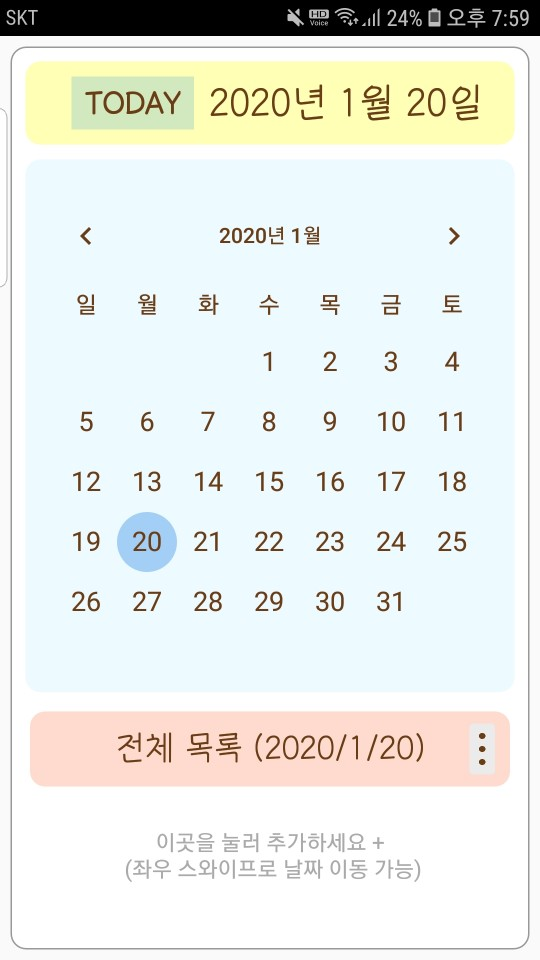 SKT HD Voice 24% 오후 7:59
TODAY 2020년 1월 20일
2020년 1월
일 월 화 수 목 금 토
1 2 3 4
5 6 7 8 9 10 11
12 13 14 15 16 17 18
19 20 21 22 23 24 25
26 27 28 29 30 31
전체 목록 (2020/1/20)
이곳을 눌러 추가하세요 +
(좌우 스와이프로 날짜 이동 가능)